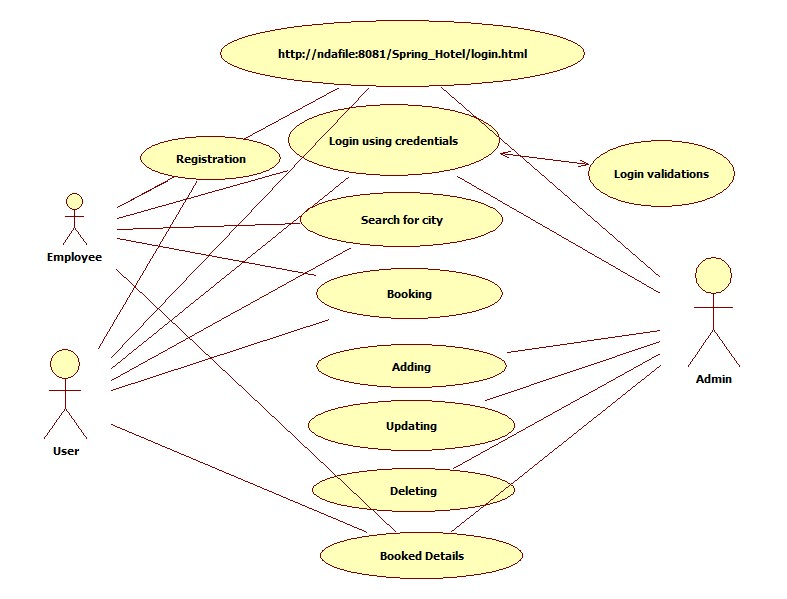 http://ndafile:8081/Spring_Hotel/login.html
Login using credentials
Registration
Login validations
Search for city
Employee
Booking
Adding
Admin
Updating
User
Deleting
Booked Details